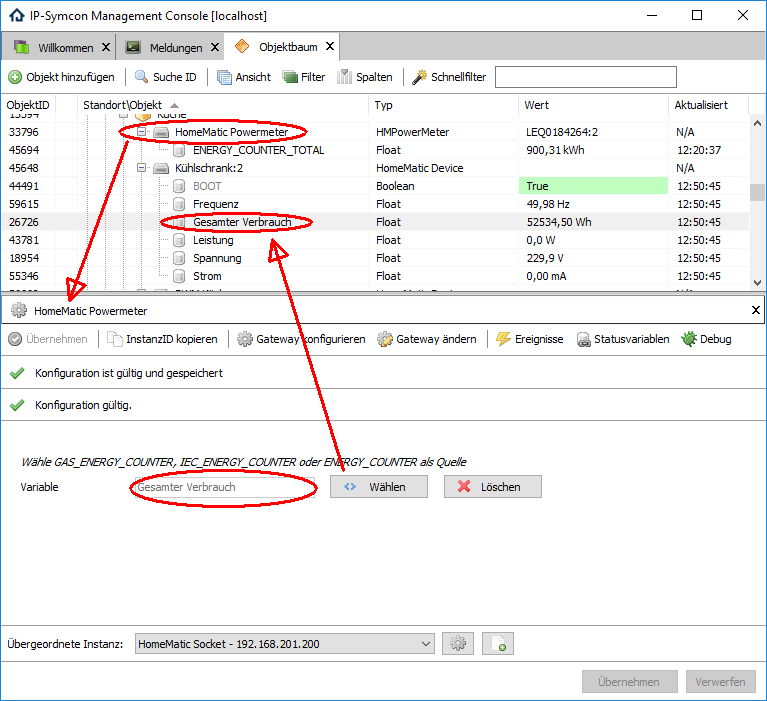 IP-Symcon Management Console [localhost]
Willkommen Meldungen Objektbaum
Objekt hinzufügen Suche ID Ansicht Filter Spalten Schnellfilter
ObjektID Standort\Objekt Typ Wert Aktualisiert
13394 Küche
33796 HomeMatic Powermeter HMPowerMeter LEQ0184264:2 N/A
45694 ENERGY_COUNTER_TOTAL Float 900,31 kWh 12:20:37
45648 Kühlschrank:2 HomeMatic Device N/A
44491 BOOT Boolean True 12:50:45
59615 Frequenz Float 49,98 Hz 12:50:45
26726 Gesamter Verbrauch Float 52534,50 Wh 12:50:45
43781 Leistung Float 0,0 W 12:50:45
18954 Spannung Float 229,9 V 12:50:45
55346 Strom Float 0,00 mA 12:50:45
HomeMatic Powermeter
Übernehmen InstanzID kopieren Gateway konfigurieren Gateway ändern Ereignisse Statusvariablen Debug
Konfiguration ist gültig und gespeichert
Konfiguration gültig.
Wähle GAS_ENERGY_COUNTER, IEC_ENERGY_COUNTER oder ENERGY_COUNTER als Quelle
Variable Gesamter Verbrauch Wählen Löschen
Übergeordnete Instanz: HomeMatic Socket - 192.168.201.200
Übernehmen Verwerfen